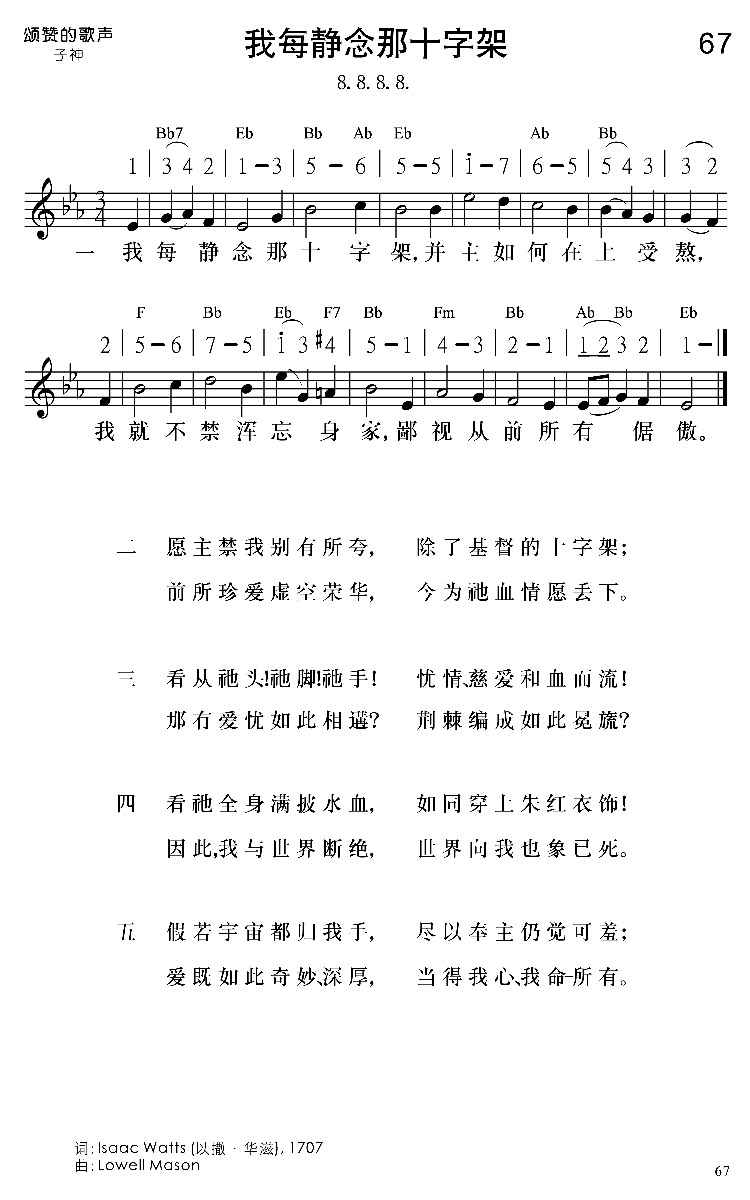 颂赞的歌声
子神
我每静念那十字架
67
8. 8. 8. 8.
Bb7 Eb Bb Ab Eb Ab Bb
1 | 3 4 2 | 1 - 3 | 5 - 6 | 5 - 5 | i - 7 | 6 - 5 | 5 4 3 | 3 2
3
4
一 我每静念那十字架,并主如何在上受熬,
F Bb Eb F7 Bb Fm Bb Ab Bb Eb
2 | 5 - 6 | 7 - 5 | i 3 #4 | 5 - 1 | 4 - 3 | 2 - 1 | 1 2 3 2 | 1 -
我就不禁浑忘身家,鄙视从前所有倨傲。
二 愿主禁我别有所夸, 除了基督的十字架;
前所珍爱虚空荣华, 今为祂血情愿丢下。
三 看从祂头!祂脚!祂手! 忧情、慈爱和血而流!
那有爱忧如此相遘? 荆棘编成如此冕旒?
四 看祂全身满披水血, 如同穿上朱红衣饰!
因此,我与世界断绝, 世界向我也象已死。
五 假若宇宙都归我手, 尽以奉主仍觉可羞;
爱既如此奇妙、深厚, 当得我心、我命一所有。
词: Isaac Watts (以撒·华滋), 1707
曲: Lowell Mason
67